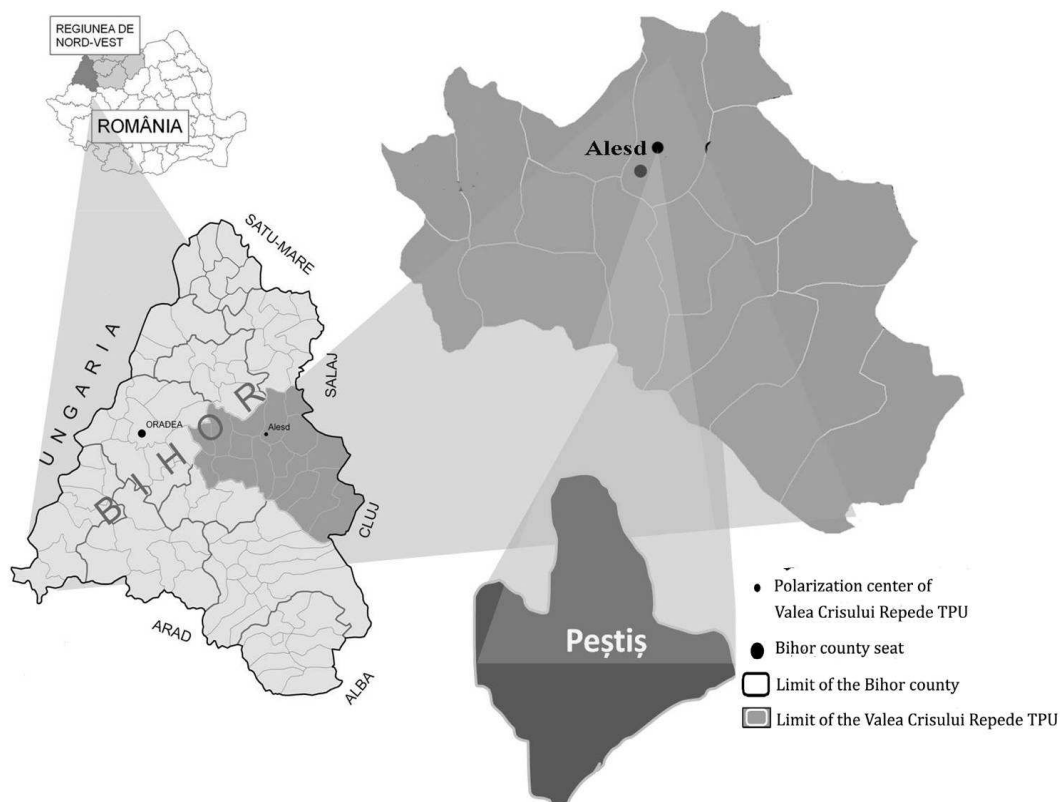 REGIUNEA DE
NORD-VEST
ROMÂNIA
SATU-MARE
UNGARIA
SALAJ
BIHOR
ORADEA
Alesd
CLUJ
ARAD
ALBA
Alesd
Peștiș
Polarization center of
Valea Crisului Repede TPU
Bihor county seat
Limit of the Bihor county
Limit of the Valea Crisului Repede TPU